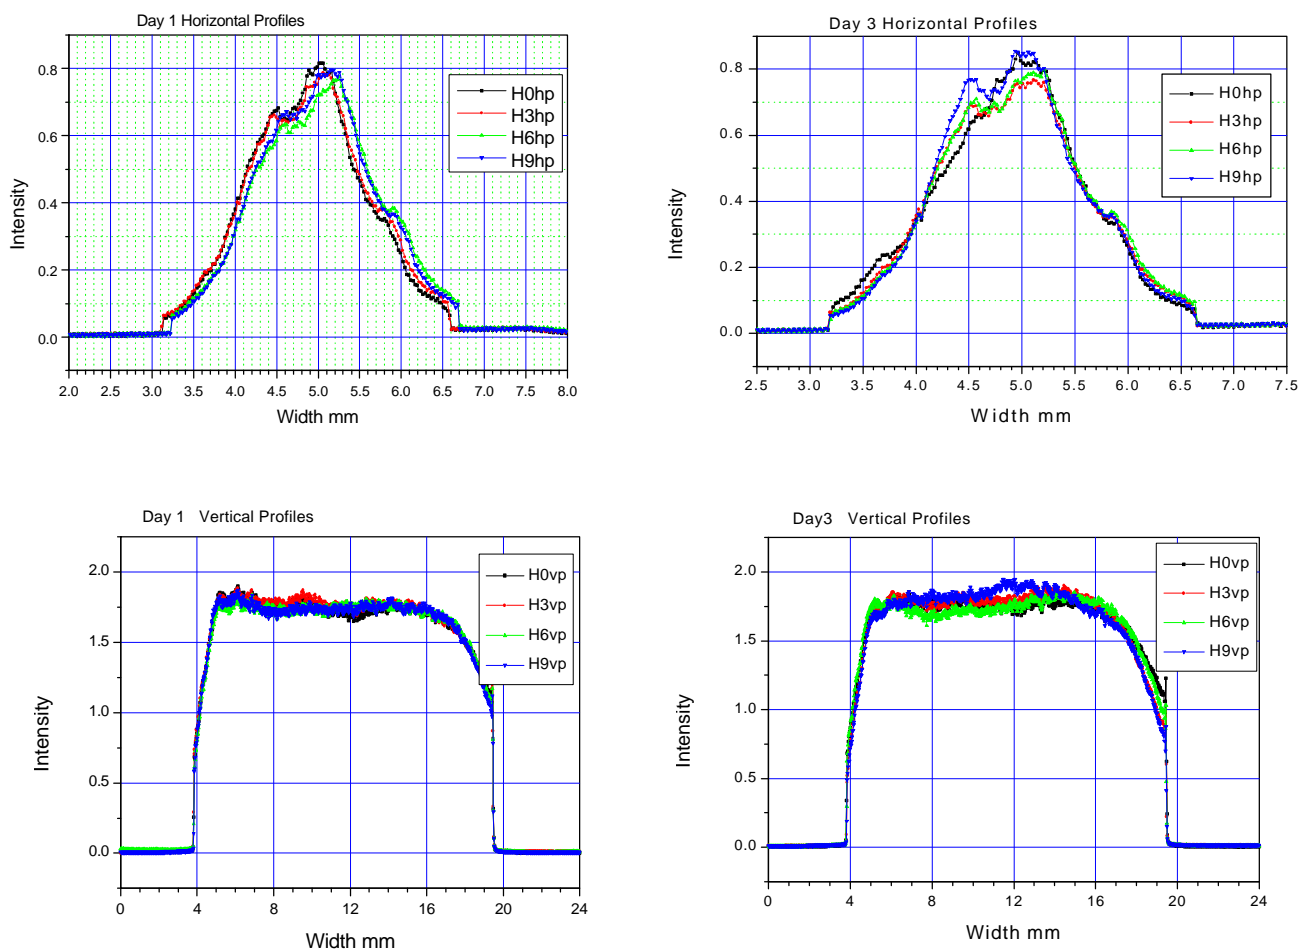 Day 1 Horizontal Profiles
0.8
0.6
0.4
0.2
0.0
Intensity
2.0 2.5 3.0 3.5 4.0 4.5 5.0 5.5 6.0 6.5 7.0 7.5 8.0
Width mm
H0hp
H3hp
H6hp
H9hp
Day 3 Horizontal Profiles
0.8
0.6
0.4
0.2
0.0
Intensity
2.5 3.0 3.5 4.0 4.5 5.0 5.5 6.0 6.5 7.0 7.5
Width mm
H0hp
H3hp
H6hp
H9hp
Day 1 Vertical Profiles
2.0
1.5
1.0
0.5
0.0
Intensity
0 4 8 12 16 20 24
Width mm
H0vp
H3vp
H6vp
H9vp
Day3 Vertical Profiles
2.0
1.5
1.0
0.5
0.0
Intensity
0 4 8 12 16 20 24
Width mm
H0vp
H3vp
H6vp
H9vp